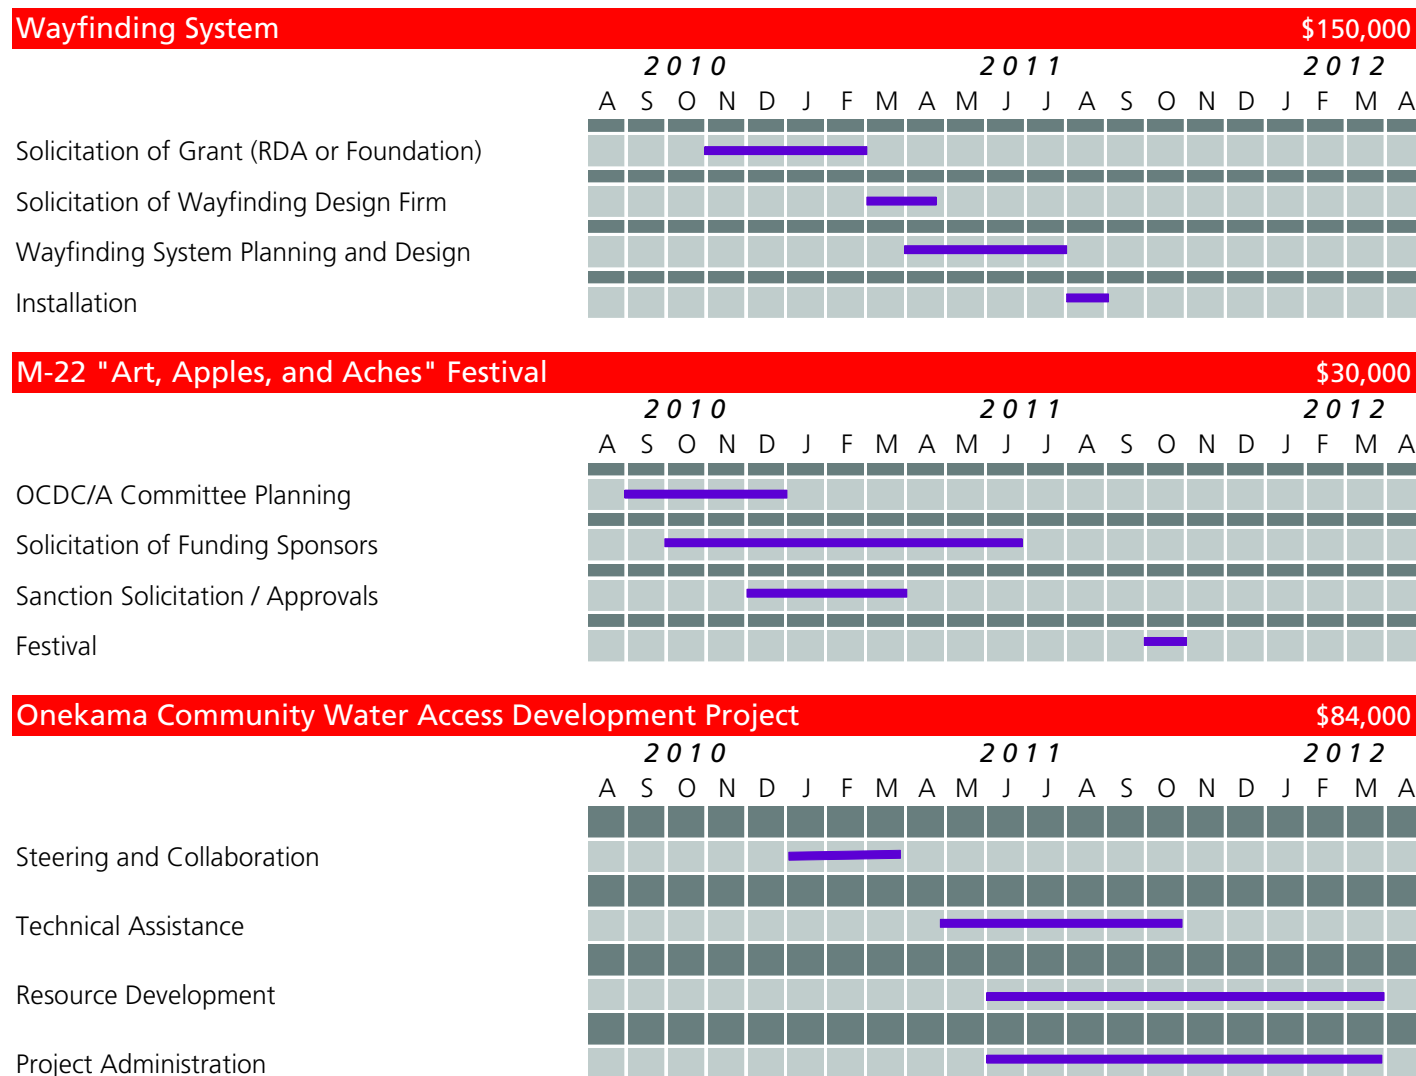 Wayfinding System $150,000
2010 2011 2012
A S O N D J F M A M J J A S O N D J F M A
Solicitation of Grant (RDA or Foundation)
Solicitation of Wayfinding Design Firm
Wayfinding System Planning and Design
Installation
M-22 "Art, Apples, and Aches" Festival $30,000
2010 2011 2012
A S O N D J F M A M J J A S O N D J F M A
OCDC/A Committee Planning
Solicitation of Funding Sponsors
Sanction Solicitation / Approvals
Festival
Onekama Community Water Access Development Project $84,000
2010 2011 2012
A S O N D J F M A M J J A S O N D J F M A
Steering and Collaboration
Technical Assistance
Resource Development
Project Administration